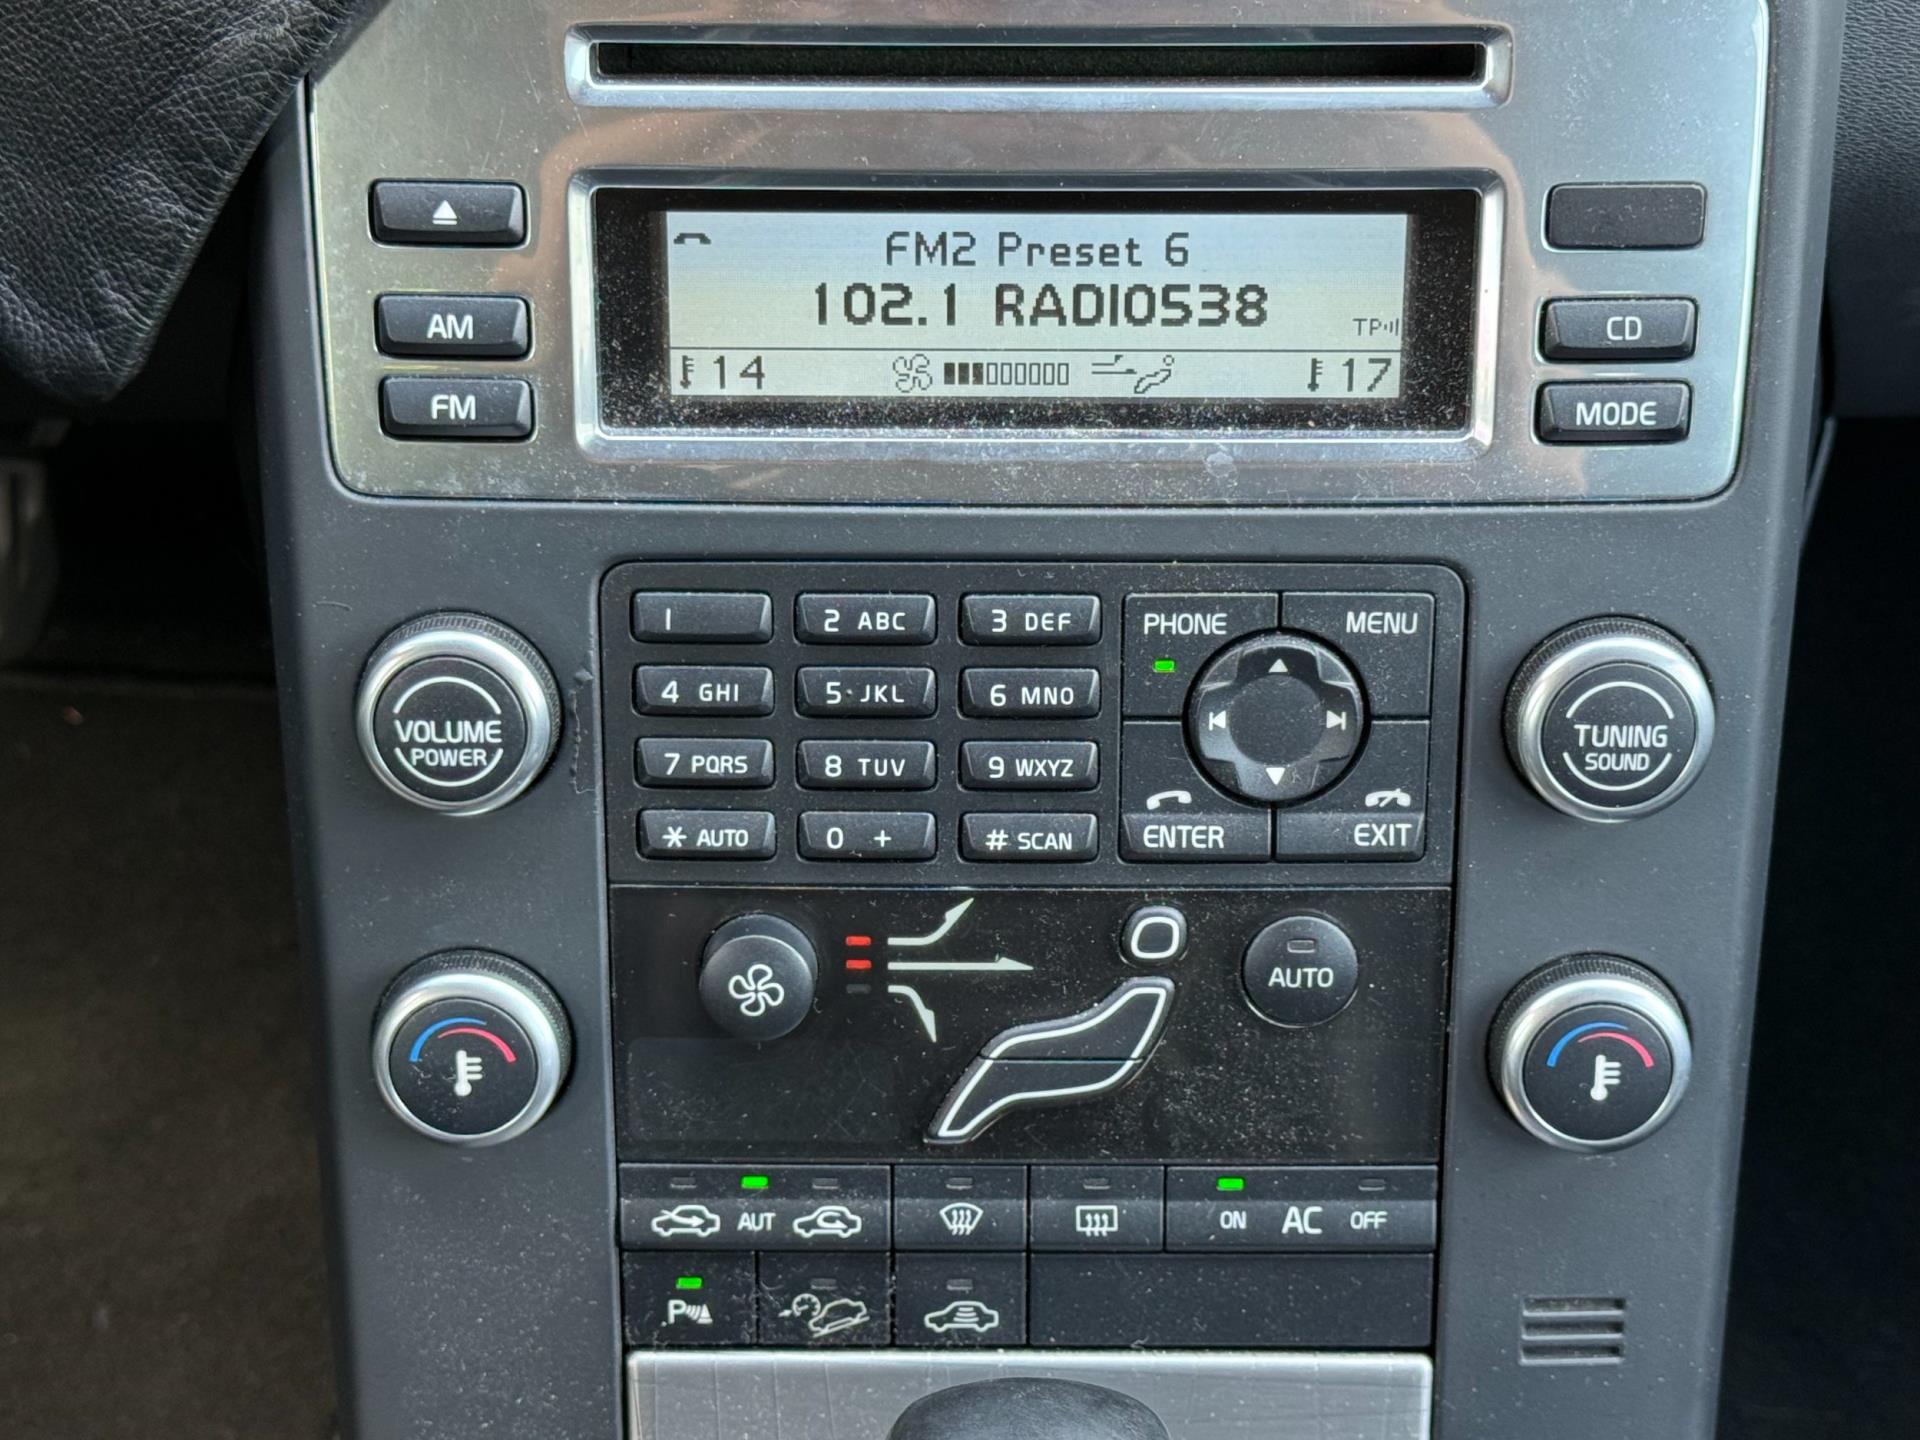 FM2 Preset 6
AM
102.1 RADIO538
TP
CD
14
17
FM
MODE
1
2 ABC
3 DEF
PHONE
MENU
4 GHI
5 JKL
6 MNO
VOLUME
POWER
TUNING
SOUND
7 PQRS
8 TUV
9 WXYZ
* AUTO
0 +
# SCAN
ENTER
EXIT
AUTO
AUT
ON AC OFF
P